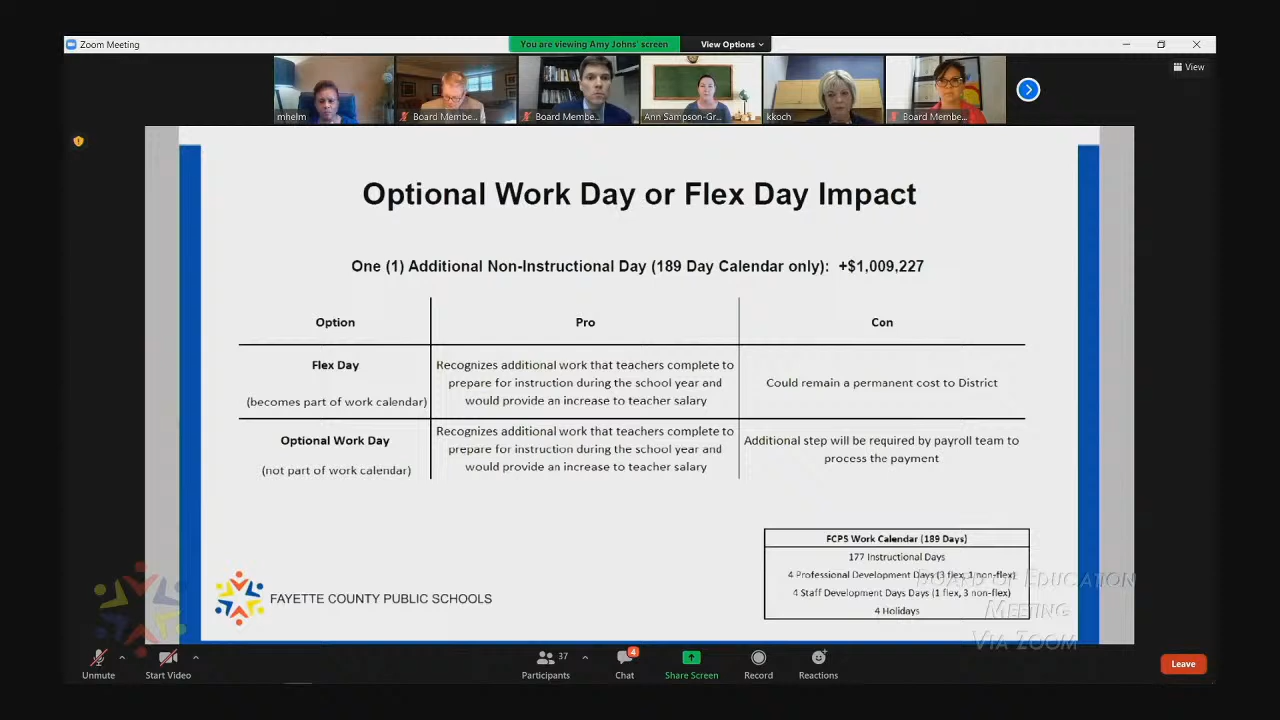 Zoom Meeting
You are viewing Amy Johns' screen
View Options
View
mhelm
Board Membe...
Board Membe...
Ann Sampson-Gr...
kkoch
Board Membe...
Optional Work Day or Flex Day Impact
One (1) Additional Non-Instructional Day (189 Day Calendar only): +$1,009,227
Option
Pro
Con
Flex Day
(becomes part of work calendar)
Recognizes additional work that teachers complete to
prepare for instruction during the school year and
would provide an increase to teacher salary
Could remain a permanent cost to District
Optional Work Day
(not part of work calendar)
Recognizes additional work that teachers complete to
prepare for instruction during the school year and
would provide an increase to teacher salary
Additional step will be required by payroll team to
process the payment
FCPS Work Calendar (189 Days)
177 Instructional Days
4 Professional Development Days (3 flex, 1 non-flex)
4 Staff Development Days Days (1 flex, 3 non-flex)
4 Holidays
FAYETTE COUNTY PUBLIC SCHOOLS
Board of Education
Meeting
Via Zoom
Unmute
Start Video
37
Participants
4
Chat
Share Screen
Record
Reactions
Leave